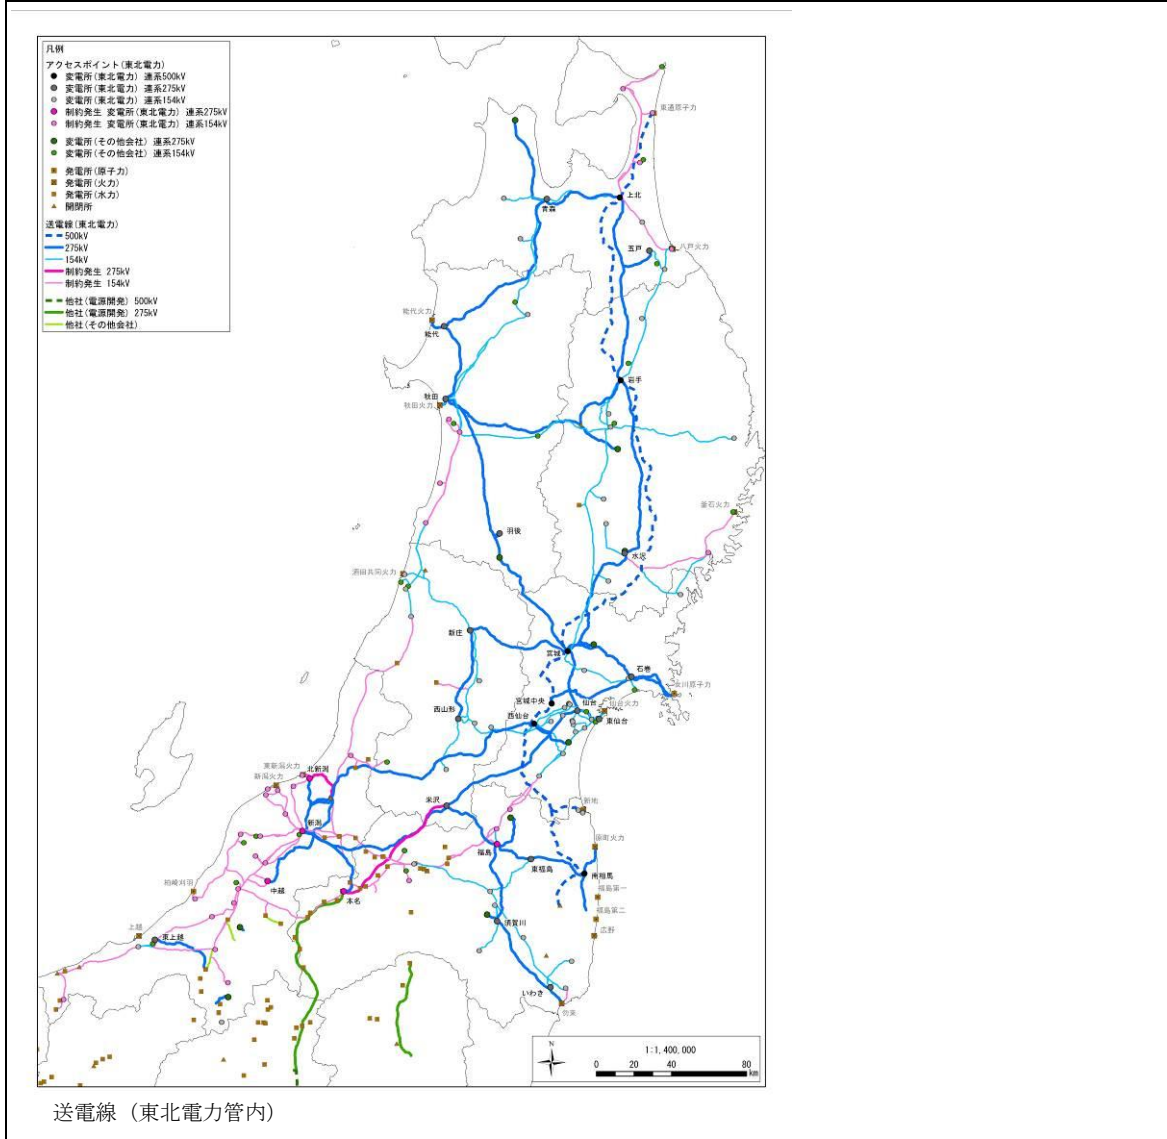 凡例
アクセスポイント(東北電力)
変電所(東北電力) 連系500kV
変電所(東北電力) 連系275kV
変電所(東北電力) 連系154kV
制約発生 変電所(東北電力) 連系275kV
制約発生 変電所(東北電力) 連系154kV
変電所(その他会社) 連系275kV
変電所(その他会社) 連系154kV
発電所(原子力)
発電所(火力)
発電所(水力)
開閉所
送電線(東北電力)
500kV
275kV
154kV
制約発生 275kV
制約発生 154kV
他社(電源開発) 500kV
他社(電源開発) 275kV
他社(その他会社)
東通原子力
上北
青森
五戸
八戸火力
能代火力
能代
岩手
秋田
秋田火力
釜石火力
羽後
水沢
酒田共同火力
新庄
宮城
石巻
女川原子力
宮城中央
仙台
仙台火力
西山形
西仙台
東仙台
東新潟火力
北新潟
新潟火力
米沢
新地
新潟
原町火力
福島
東福島
南相馬
柏崎刈羽
中越
本名
福島第一
福島第二
須賀川
広野
上越
東上越
いわき
勿来
N
1:1,400,000
0 20 40 80
km
送電線（東北電力管内）